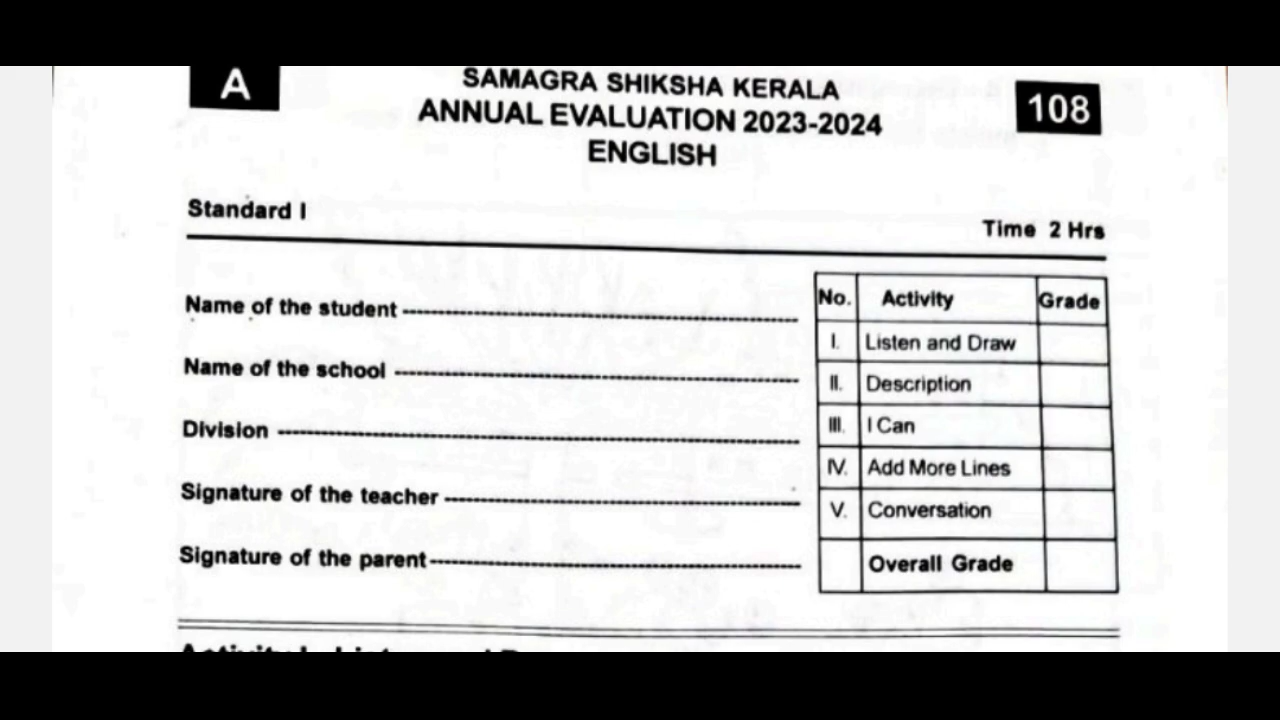 A
SAMAGRA SHIKSHA KERALA
108
ANNUAL EVALUATION 2023-2024
ENGLISH
Standard I
Time 2 Hrs
Name of the student
Name of the school
Division
Signature of the teacher
Signature of the parent
No. Activity Grade
I. Listen and Draw
II. Description
III. I Can
IV. Add More Lines
V. Conversation
Overall Grade